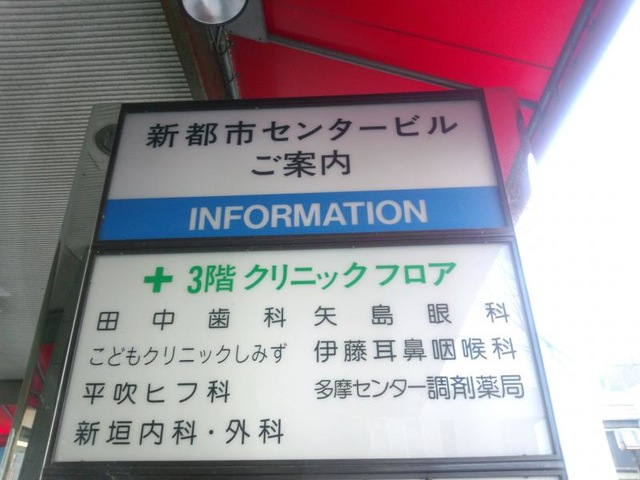 新都市センタービル
ご案内
INFORMATION
+ 3階 クリニックフロア
田中歯科
こどもクリニックしみず
平吹ヒフ科
新垣内科・外科
矢島眼科
伊藤耳鼻咽喉科
多摩センター調剤薬局